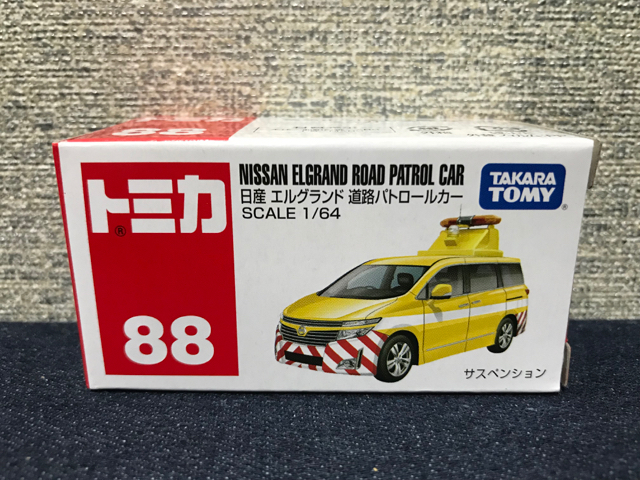 88
トミカ®
88
NISSAN ELGRAND ROAD PATROL CAR
日産 エルグランド 道路パトロールカー
SCALE 1/64
TAKARA
TOMY®
サスペンション